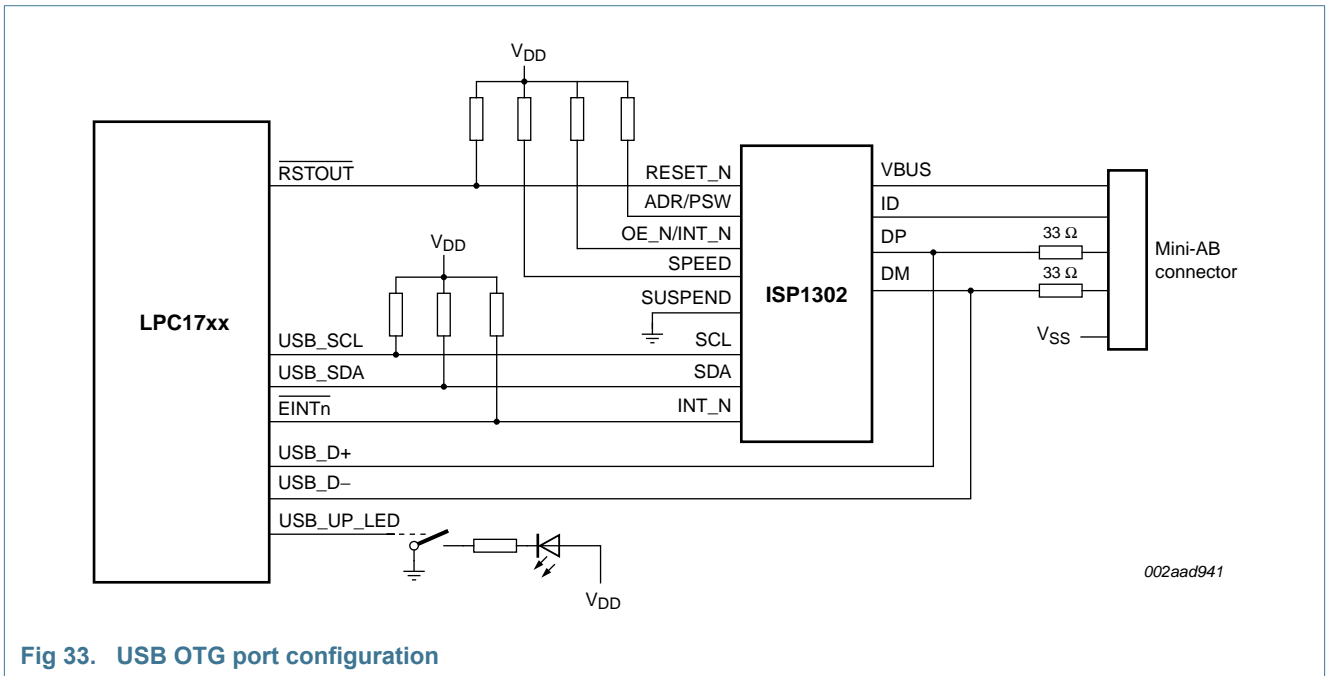 VDD
RSTOUT
RESET_N
VBUS
ADR/PSW
ID
OE_N/INT_N
DP
33 Ω
SPEED
DM
33 Ω
Mini-AB
connector
VDD
SUSPEND
ISP1302
LPC17xx
VSS
USB_SCL
SCL
USB_SDA
SDA
EINTn
INT_N
USB_D+
USB_D−
USB_UP_LED
VDD
002aad941
Fig 33. USB OTG port configuration